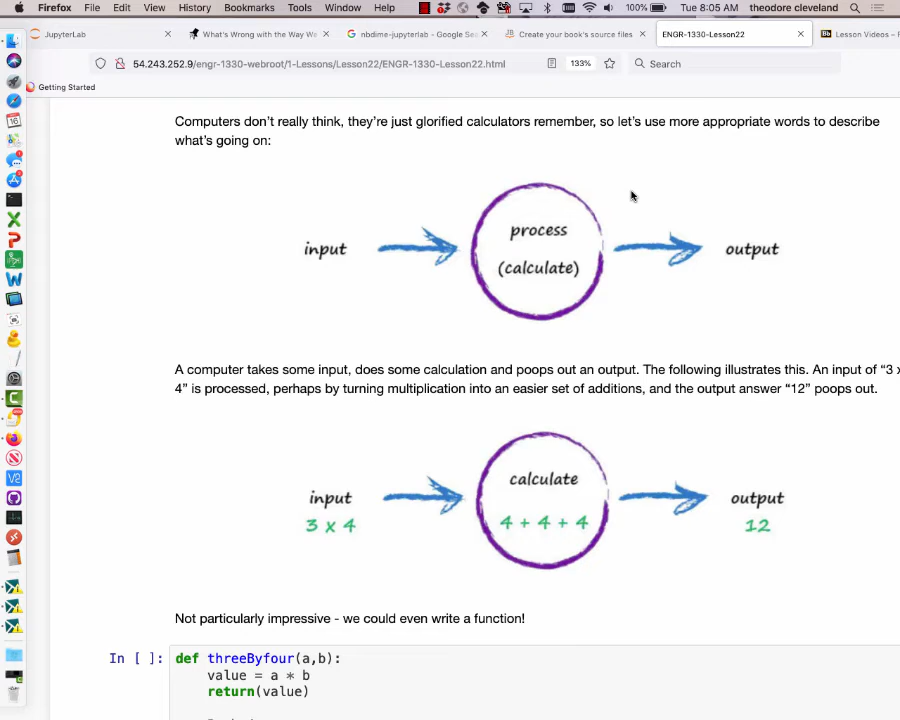 Firefox File Edit View History Bookmarks Tools Window Help 100% Tue 8:05 AM theodore cleveland
JupyterLab What's Wrong with the Way We nbdime-jupyterlab - Google Se Create your book's source files ENGR-1330-Lesson22 Lesson Videos – F
54.243.252.9/engr-1330-webroot/1-Lessons/Lesson22/ENGR-1330-Lesson22.html 133% Search
Getting Started
Computers don't really think, they're just glorified calculators remember, so let's use more appropriate words to describe
what's going on:
process
input output
(calculate)
A computer takes some input, does some calculation and poops out an output. The following illustrates this. An input of “3 x
4” is processed, perhaps by turning multiplication into an easier set of additions, and the output answer “12” poops out.
calculate
input output
3 x 4 4 + 4 + 4 12
Not particularly impressive - we could even write a function!
In [ ]: def threeByfour(a,b):
value = a * b
return(value)